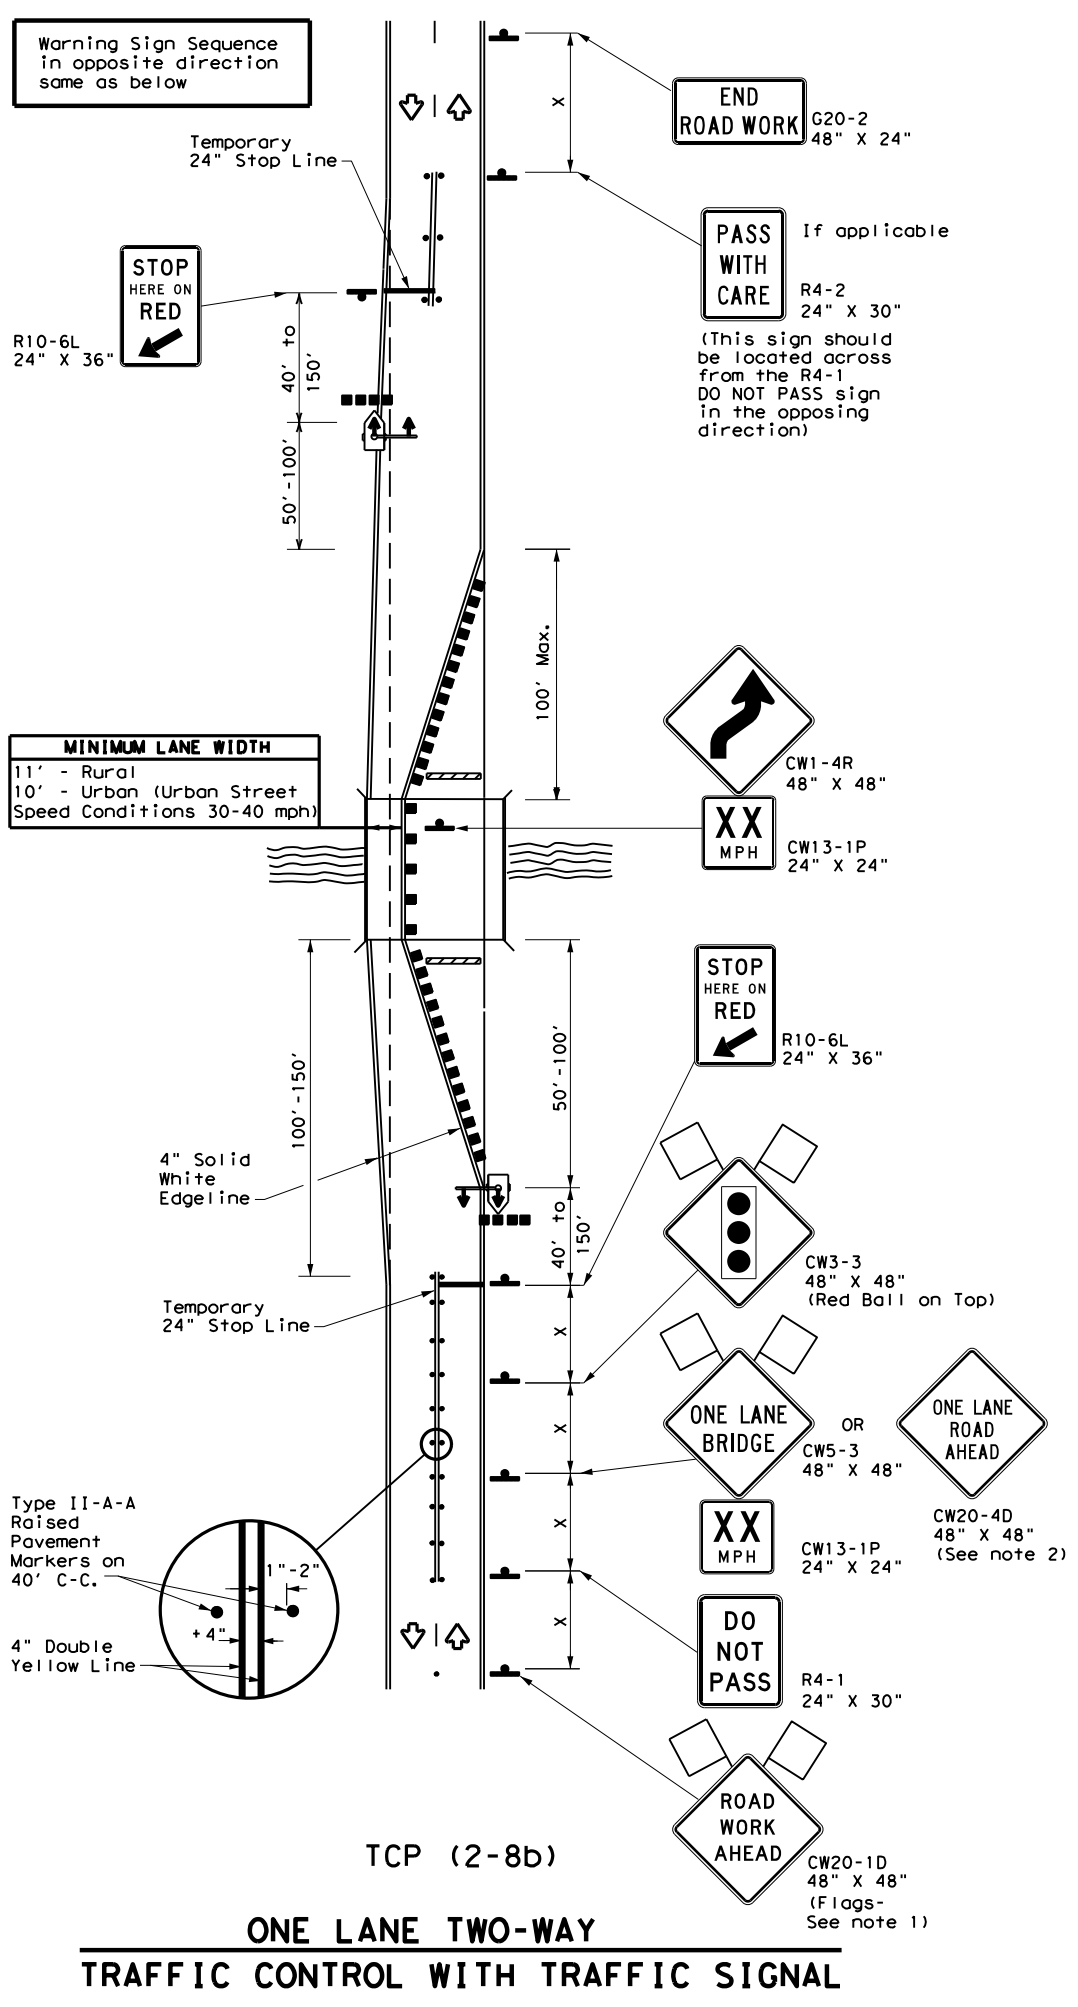 Warning Sign Sequence
in opposite direction
same as below
X
END
ROAD WORK
G20-2
48" X 24"
Temporary
24" Stop Line
PASS
WITH
CARE
If applicable
R4-2
24" X 30"
(This sign should
be located across
from the R4-1
DO NOT PASS sign
in the opposing
direction)
STOP
HERE ON
RED
R10-6L
24" X 36"
40' to
150'
50'-100'
100' Max.
CW1-4R
48" X 48"
XX
MPH
CW13-1P
24" X 24"
MINIMUM LANE WIDTH
11' - Rural
10' - Urban (Urban Street
Speed Conditions 30-40 mph)
STOP
HERE ON
RED
R10-6L
24" X 36"
100'-150'
50'-100'
4" Solid
White
Edgeline
40' to
150'
CW3-3
48" X 48"
(Red Ball on Top)
Temporary
24" Stop Line
X
X
X
X
ONE LANE
BRIDGE
OR
CW5-3
48" X 48"
ONE LANE
ROAD
AHEAD
CW20-4D
48" X 48"
(See note 2)
XX
MPH
CW13-1P
24" X 24"
Type II-A-A
Raised
Pavement
Markers on
40' C-C.
1"-2"
+4"
4" Double
Yellow Line
DO
NOT
PASS
R4-1
24" X 30"
ROAD
WORK
AHEAD
CW20-1D
48" X 48"
(Flags-
See note 1)
TCP (2-8b)
ONE LANE TWO-WAY
TRAFFIC CONTROL WITH TRAFFIC SIGNAL